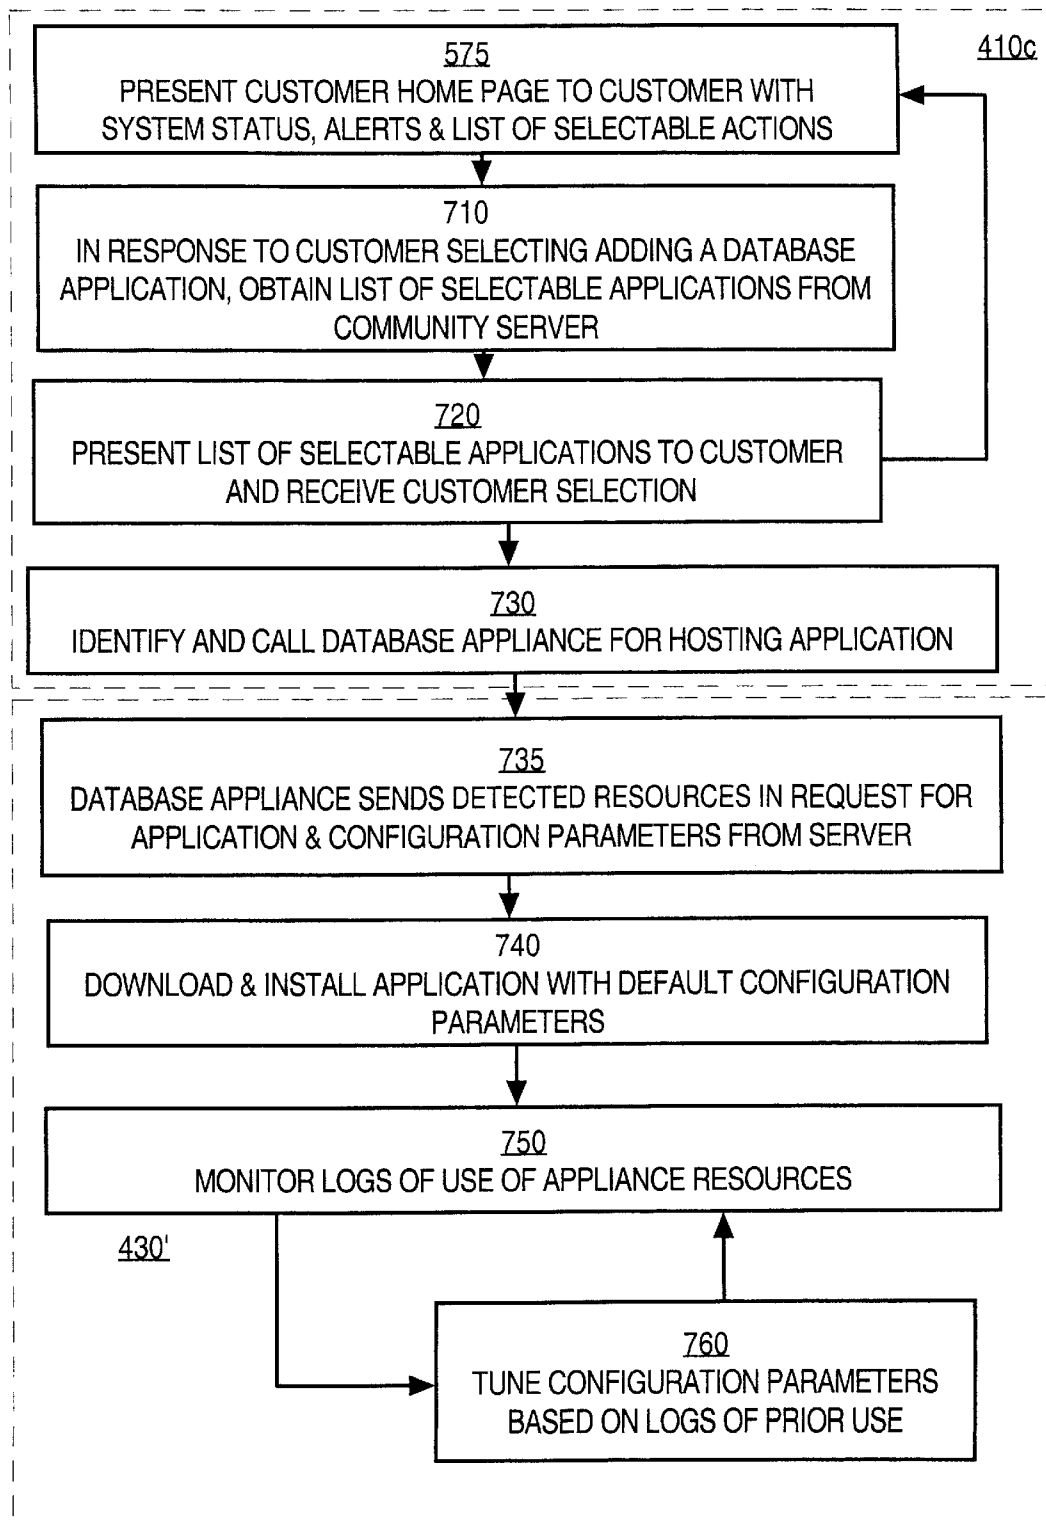 410c
575
PRESENT CUSTOMER HOME PAGE TO CUSTOMER WITH
SYSTEM STATUS, ALERTS & LIST OF SELECTABLE ACTIONS
710
IN RESPONSE TO CUSTOMER SELECTING ADDING A DATABASE
APPLICATION, OBTAIN LIST OF SELECTABLE APPLICATIONS FROM
COMMUNITY SERVER
720
PRESENT LIST OF SELECTABLE APPLICATIONS TO CUSTOMER
AND RECEIVE CUSTOMER SELECTION
730
IDENTIFY AND CALL DATABASE APPLIANCE FOR HOSTING APPLICATION
735
DATABASE APPLIANCE SENDS DETECTED RESOURCES IN REQUEST FOR
APPLICATION & CONFIGURATION PARAMETERS FROM SERVER
740
DOWNLOAD & INSTALL APPLICATION WITH DEFAULT CONFIGURATION
PARAMETERS
750
MONITOR LOGS OF USE OF APPLIANCE RESOURCES
430'
760
TUNE CONFIGURATION PARAMETERS
BASED ON LOGS OF PRIOR USE